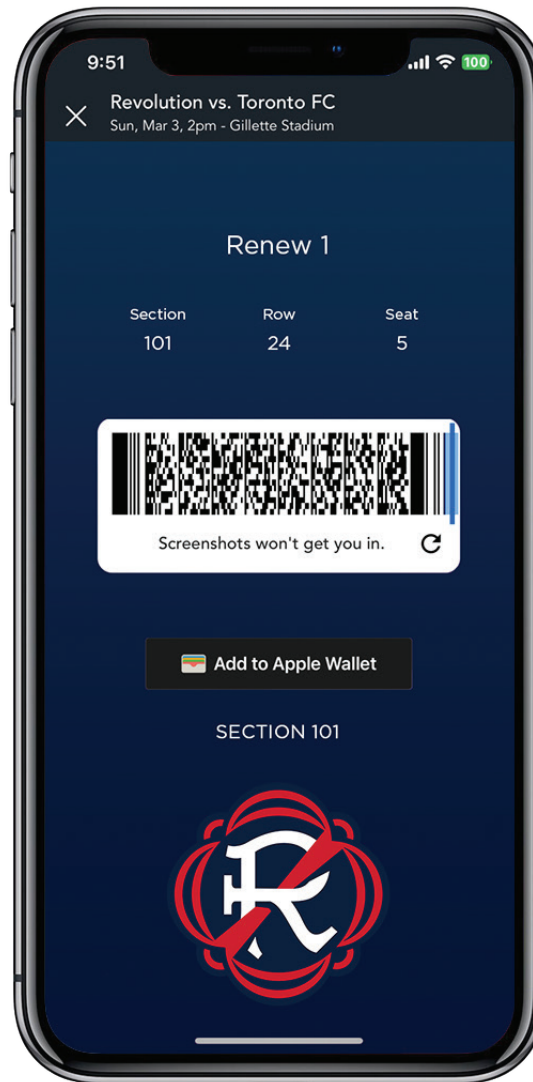 9:51
100
Revolution vs. Toronto FC
Sun, Mar 3, 2pm - Gillette Stadium
Renew 1
Section Row Seat
101 24 5
Screenshots won't get you in.
Add to Apple Wallet
SECTION 101
R